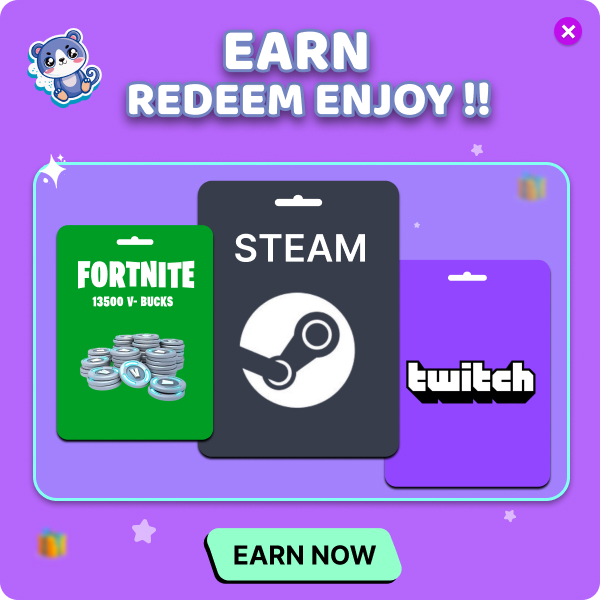 EARN
REDEEM ENJOY !!
FORTNITE
13500 V- BUCKS
STEAM
twitch
EARN NOW